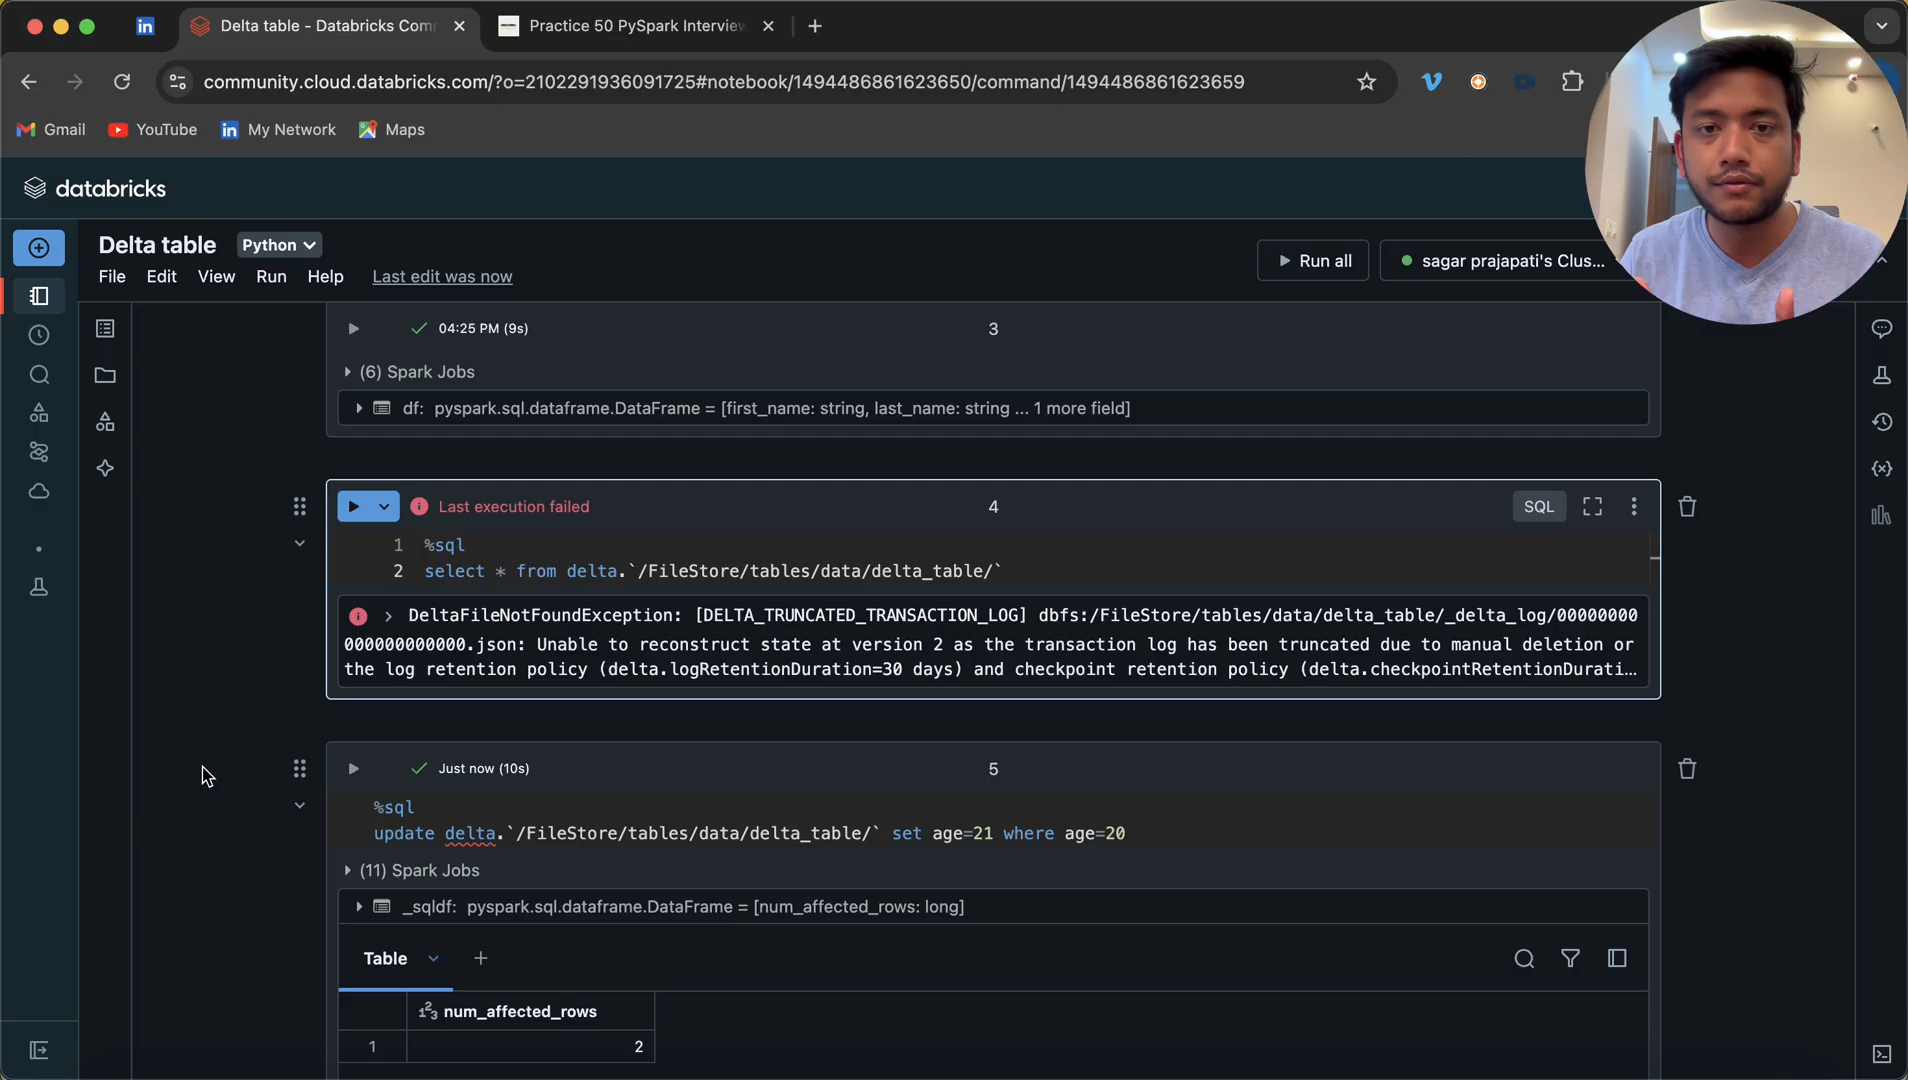 Delta table - Databricks Com
Practice 50 PySpark Interview
community.cloud.databricks.com/?o=2102291936091725#notebook/1494486861623650/command/1494486861623659
Gmail
YouTube
My Network
Maps
databricks
Delta table
Python
Run all
sagar prajapati's Clus...
File
Edit
View
Run
Help
Last edit was now
04:25 PM (9s)
3
(6) Spark Jobs
df: pyspark.sql.dataframe.DataFrame = [first_name: string, last_name: string ... 1 more field]
Last execution failed
4
SQL
1 %sql
2 select * from delta.`/FileStore/tables/data/delta_table/`
DeltaFileNotFoundException: [DELTA_TRUNCATED_TRANSACTION_LOG] dbfs:/FileStore/tables/data/delta_table/_delta_log/00000000
000000000000.json: Unable to reconstruct state at version 2 as the transaction log has been truncated due to manual deletion or
the log retention policy (delta.logRetentionDuration=30 days) and checkpoint retention policy (delta.checkpointRetentionDurati…
Just now (10s)
5
%sql
update delta.`/FileStore/tables/data/delta_table/` set age=21 where age=20
(11) Spark Jobs
_sqldf: pyspark.sql.dataframe.DataFrame = [num_affected_rows: long]
Table
123 num_affected_rows
1 2